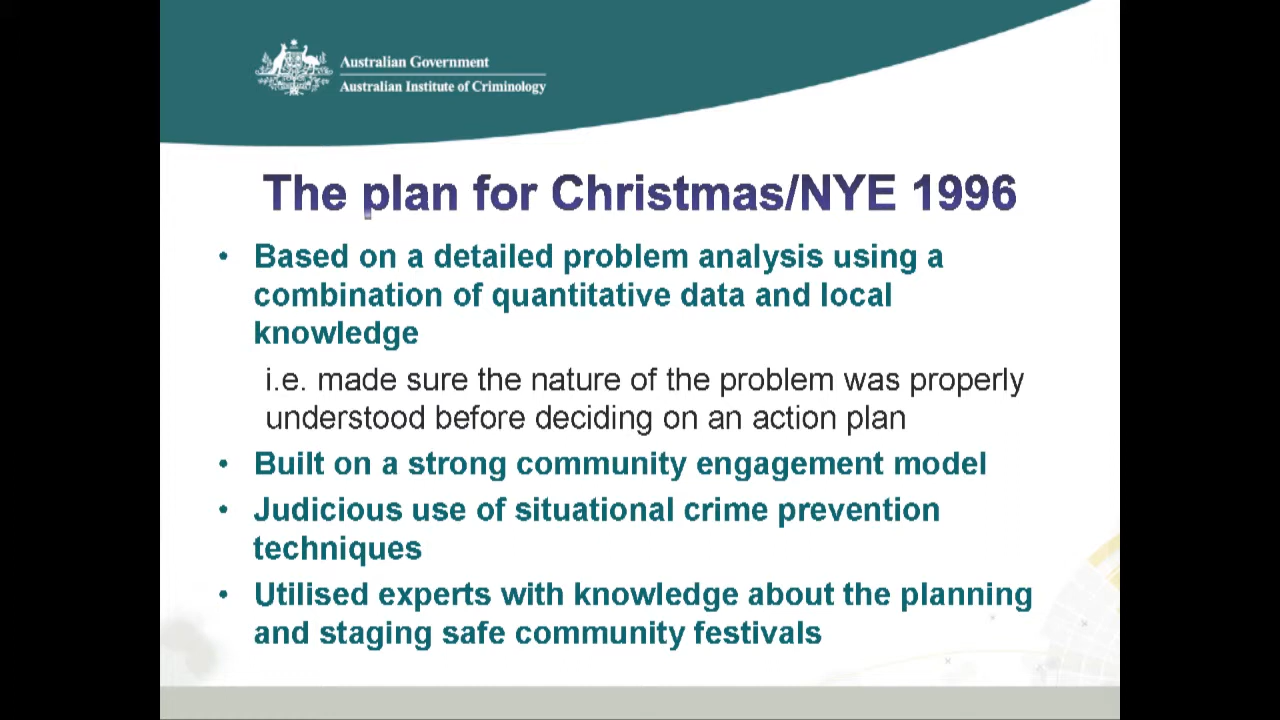 Australian Government
Australian Institute of Criminology
The plan for Christmas/NYE 1996
• Based on a detailed problem analysis using a
combination of quantitative data and local
knowledge
i.e. made sure the nature of the problem was properly
understood before deciding on an action plan
• Built on a strong community engagement model
• Judicious use of situational crime prevention
techniques
• Utilised experts with knowledge about the planning
and staging safe community festivals